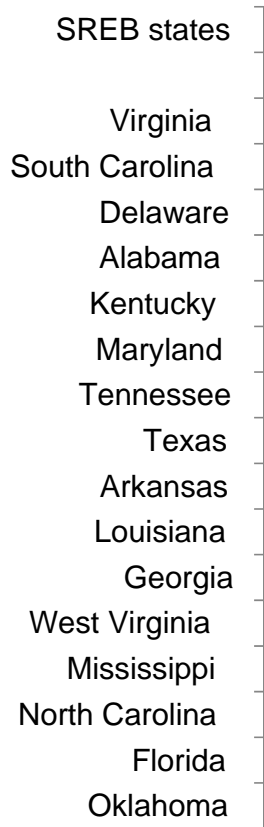 SREB states
Virginia
South Carolina
Delaware
Alabama
Kentucky
Maryland
Tennessee
Texas
Arkansas
Louisiana
Georgia
West Virginia
Mississippi
North Carolina
Florida
Oklahoma